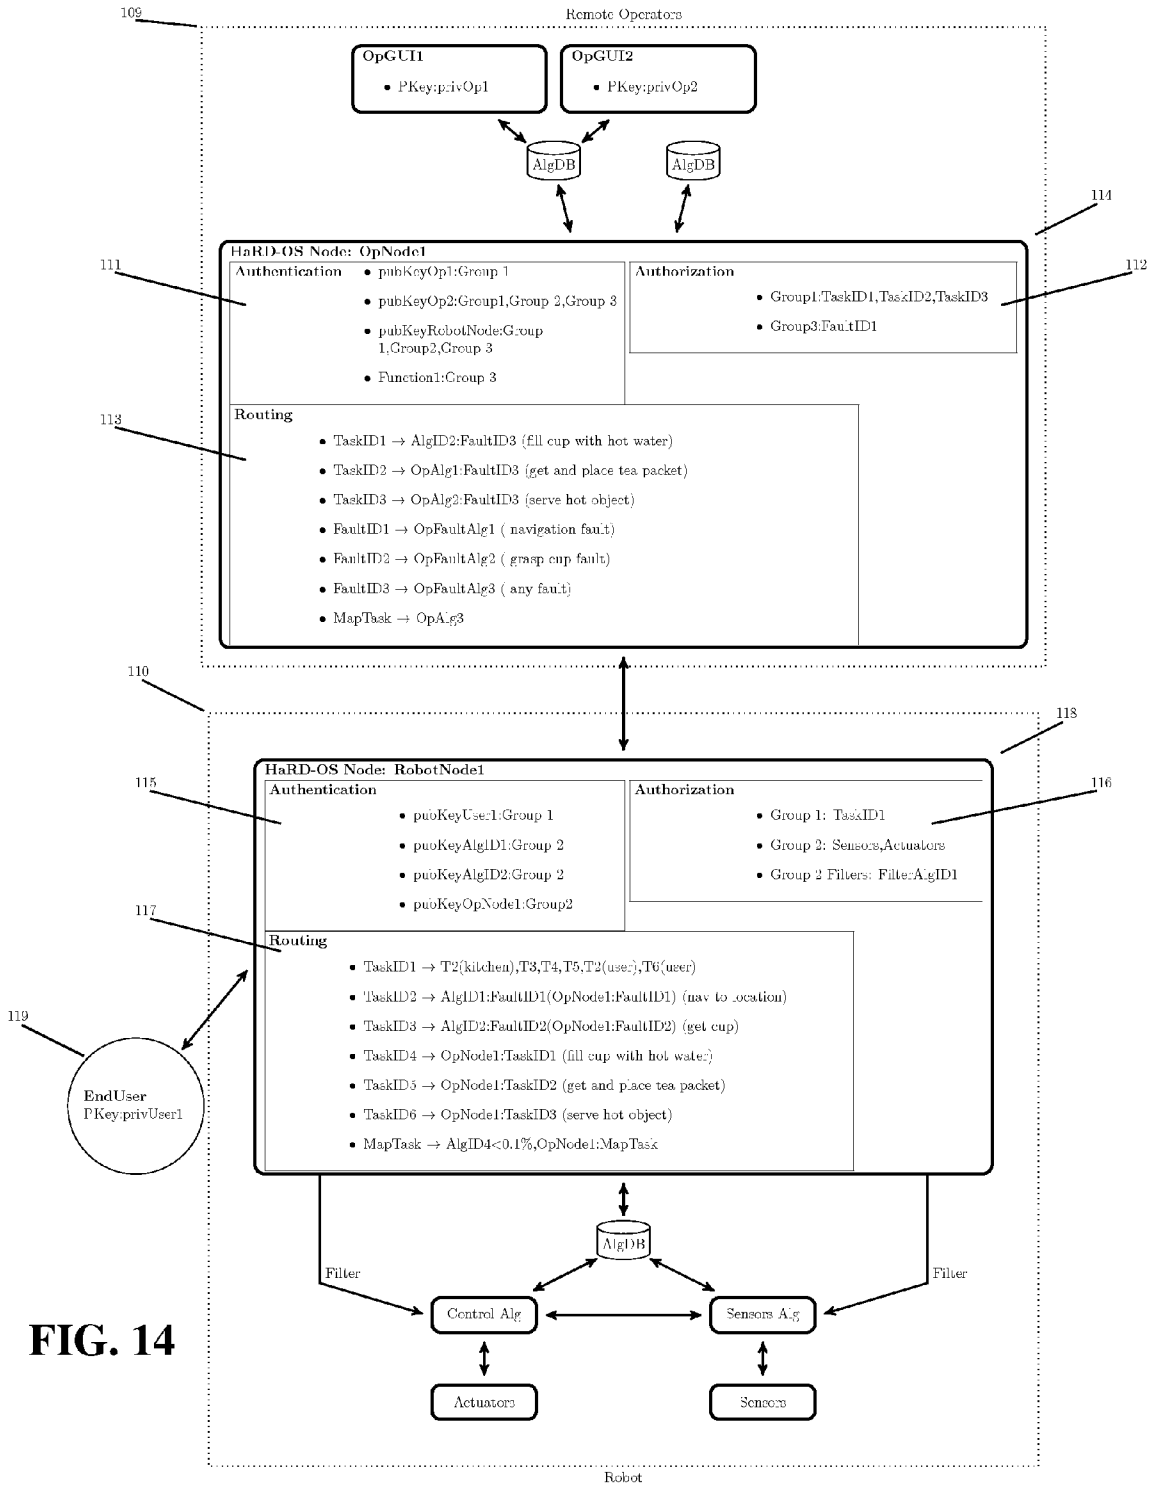 109
Remote Operators
OpGUI1
• PKey:privOp1
OpGUI2
• PKey:privOp2
AlgDB
AlgDB
114
HaRD-OS Node: OpNode1
111
Authentication
• pubKeyOp1:Group 1
• pubKeyOp2:Group1,Group 2,Group 3
• pubKeyRobotNode:Group
1,Group2,Group 3
• Function1:Group 3
Authorization
112
• Group1:TaskID1,TaskID2,TaskID3
• Group3:FaultID1
113
Routing
• TaskID1 → AlgID2:FaultID3 (fill cup with hot water)
• TaskID2 → OpAlg1:FaultID3 (get and place tea packet)
• TaskID3 → OpAlg2:FaultID3 (serve hot object)
• FaultID1 → OpFaultAlg1 ( navigation fault)
• FaultID2 → OpFaultAlg2 ( grasp cup fault)
• FaultID3 → OpFaultAlg3 ( any fault)
• MapTask → OpAlg3
110
118
HaRD-OS Node: RobotNode1
115
Authentication
• pubKeyUser1:Group 1
• pubKeyAlgID1:Group 2
• pubKeyAlgID2:Group 2
• pubKeyOpNode1:Group2
Authorization
116
• Group 1: TaskID1
• Group 2: Sensors,Actuators
• Group 2 Filters: FilterAlgID1
117
Routing
• TaskID1 → T2(kitchen),T3,T4,T5,T2(user),T6(user)
• TaskID2 → AlgID1:FaultID1(OpNode1:FaultID1) (nav to location)
• TaskID3 → AlgID2:FaultID2(OpNode1:FaultID2) (get cup)
• TaskID4 → OpNode1:TaskID1 (fill cup with hot water)
• TaskID5 → OpNode1:TaskID2 (get and place tea packet)
• TaskID6 → OpNode1:TaskID3 (serve hot object)
• MapTask → AlgID4<0.1%,OpNode1:MapTask
119
EndUser
PKey:privUser1
AlgDB
Filter
Filter
Control Alg
Sensors Alg
Actuators
Sensors
FIG. 14
Robot